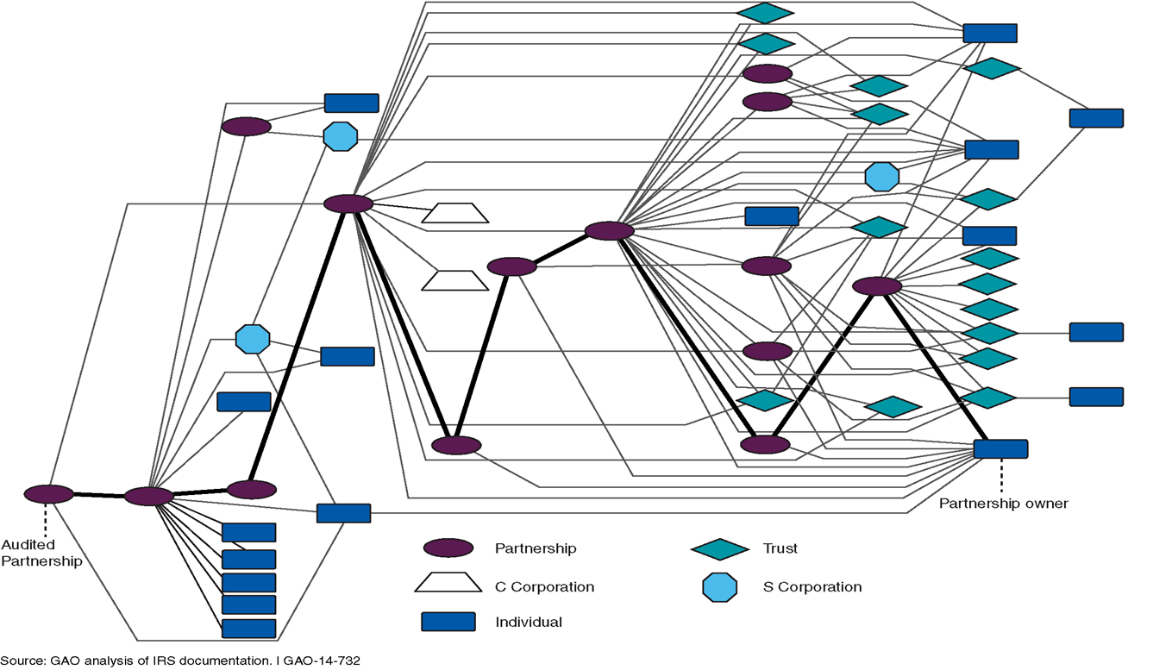 Partnership owner
Audited
Partnership
Partnership
Trust
C Corporation
S Corporation
Individual
Source: GAO analysis of IRS documentation. I GAO-14-732